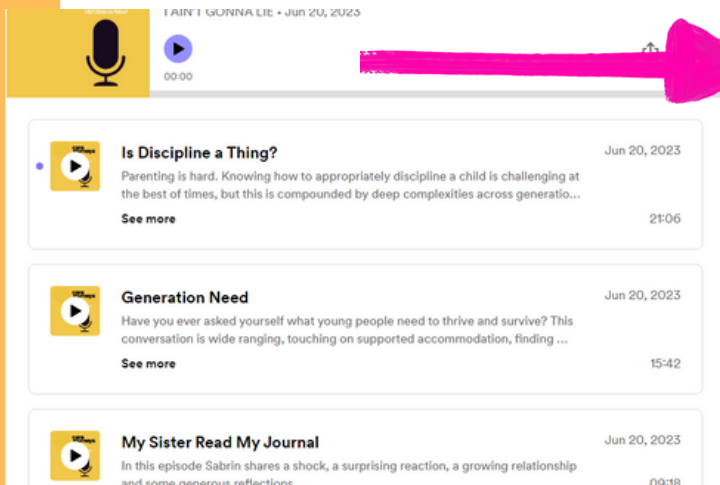 I AIN'T GONNA LIE • Jun 20, 2023
00:00
Is Discipline a Thing?
Jun 20, 2023
Parenting is hard. Knowing how to appropriately discipline a child is challenging at
the best of times, but this is compounded by deep complexities across generatio...
See more
21:06
Generation Need
Jun 20, 2023
Have you ever asked yourself what young people need to thrive and survive? This
conversation is wide ranging, touching on supported accommodation, finding ...
See more
15:42
My Sister Read My Journal
Jun 20, 2023
In this episode Sabrin shares a shock, a surprising reaction, a growing relationship
and some generous reflections
09:18